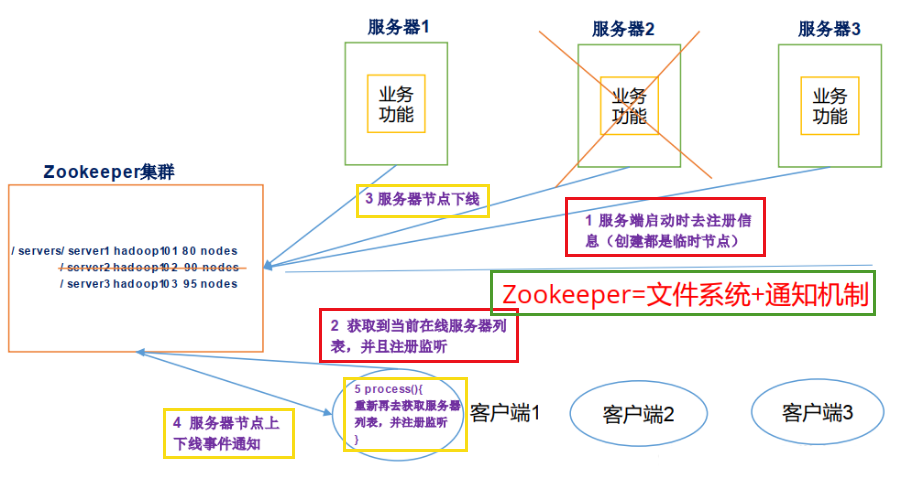 服务器1
服务器2
服务器3
业务
功能
业务
功能
业务
功能
Zookeeper集群
3 服务器节点下线
1 服务端启动时去注册信
息（创建都是临时节点）
/ servers/ server1 hadoop101 80 nodes
/ server2 hadoop102 90 nodes
/ server3 hadoop103 95 nodes
Zookeeper=文件系统+通知机制
2 获取到当前在线服务器列
表，并且注册监听
5 process(){
重新再去获取服务器
列表，并注册监听
}
客户端1
客户端2
客户端3
4 服务器节点上
下线事件通知